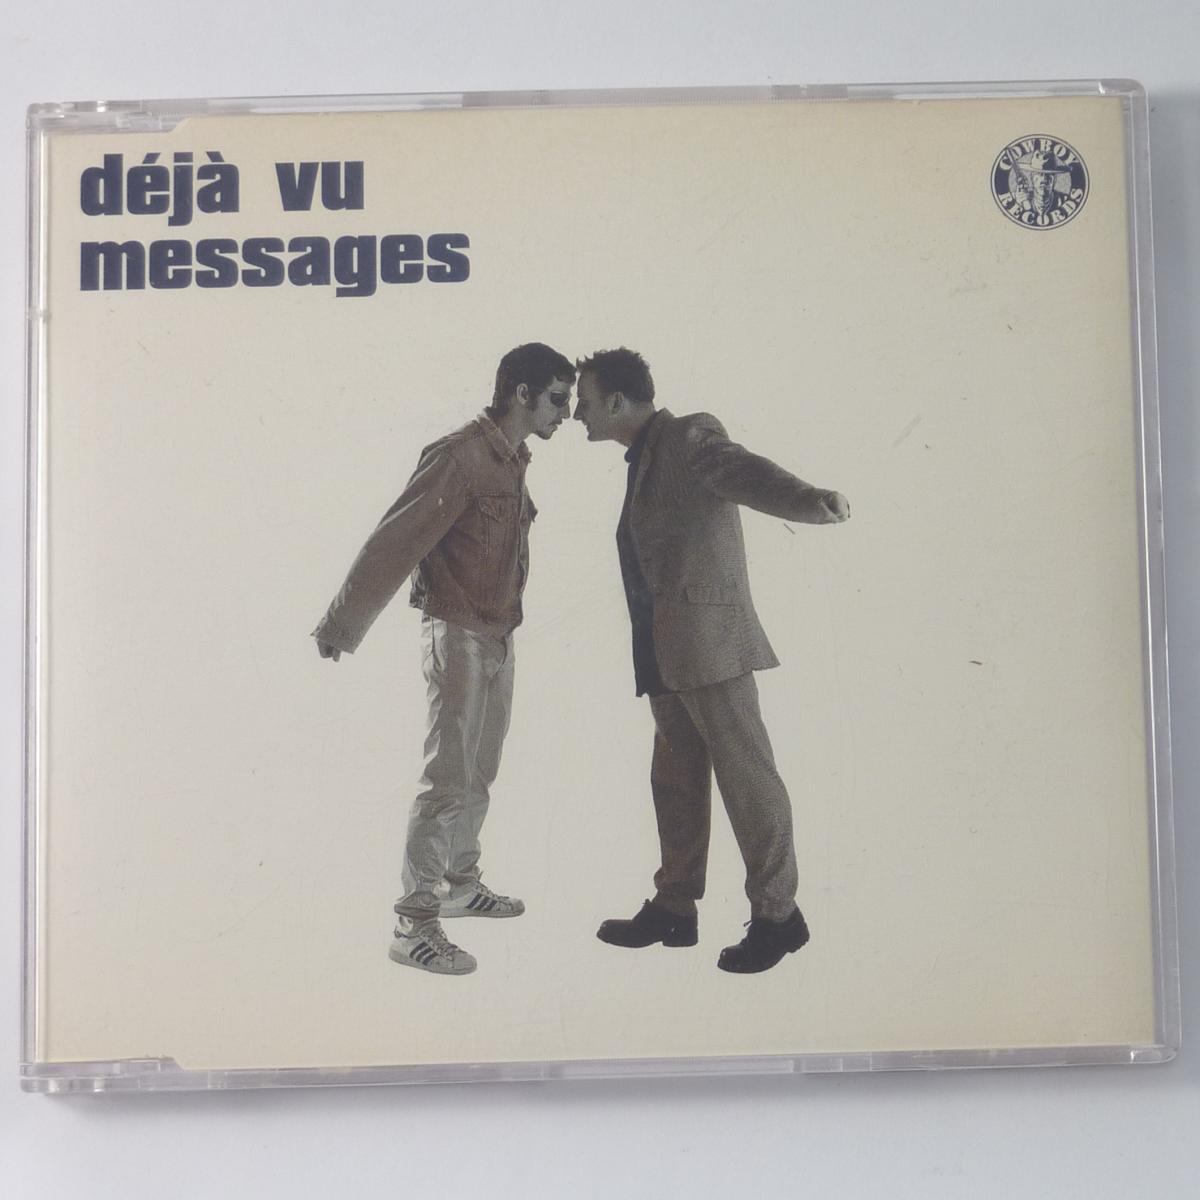 déjà vu
messages
COWBOY
RECORDS